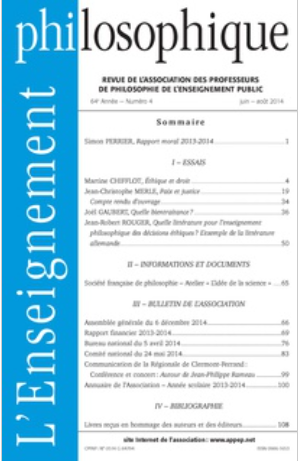 philosophique
L'Enseignement
REVUE DE L'ASSOCIATION DES PROFESSEURS
DE PHILOSOPHIE DE L'ENSEIGNEMENT PUBLIC
64e Année – Numéro 4 juin – août 2014
Sommaire
Simon PERRIER, Rapport moral 2013-2014 1
I – ESSAIS
Martine CHIFFLOT, Éthique et droit 4
Jean-Christophe MERLE, Paix et justice 19
Compte rendu d'ouvrage 34
Joël GAUBERT, Quelle bientraitance ? 36
Jean-Robert ROUGER, Quelle littérature pour l'enseignement
philosophique des décisions éthiques ? Exemple de la littérature
allemande 50
II – INFORMATIONS ET DOCUMENTS
Société française de philosophie – Atelier « L'idée de la science » 65
III – BULLETIN DE L'ASSOCIATION
Assemblée générale du 6 décembre 2014 66
Rapport financier 2013-2014 69
Bureau national du 5 avril 2014 76
Comité national du 24 mai 2014 83
Communication de la Régionale de Clermont-Ferrand :
Conférence et concert : Autour de Jean-Philippe Rameau 99
Annuaire de l'Association – Année scolaire 2013-2014 100
IV – BIBLIOGRAPHIE
Livres reçus en hommage des auteurs et des éditeurs 108
site Internet de l'association : www.appep.net